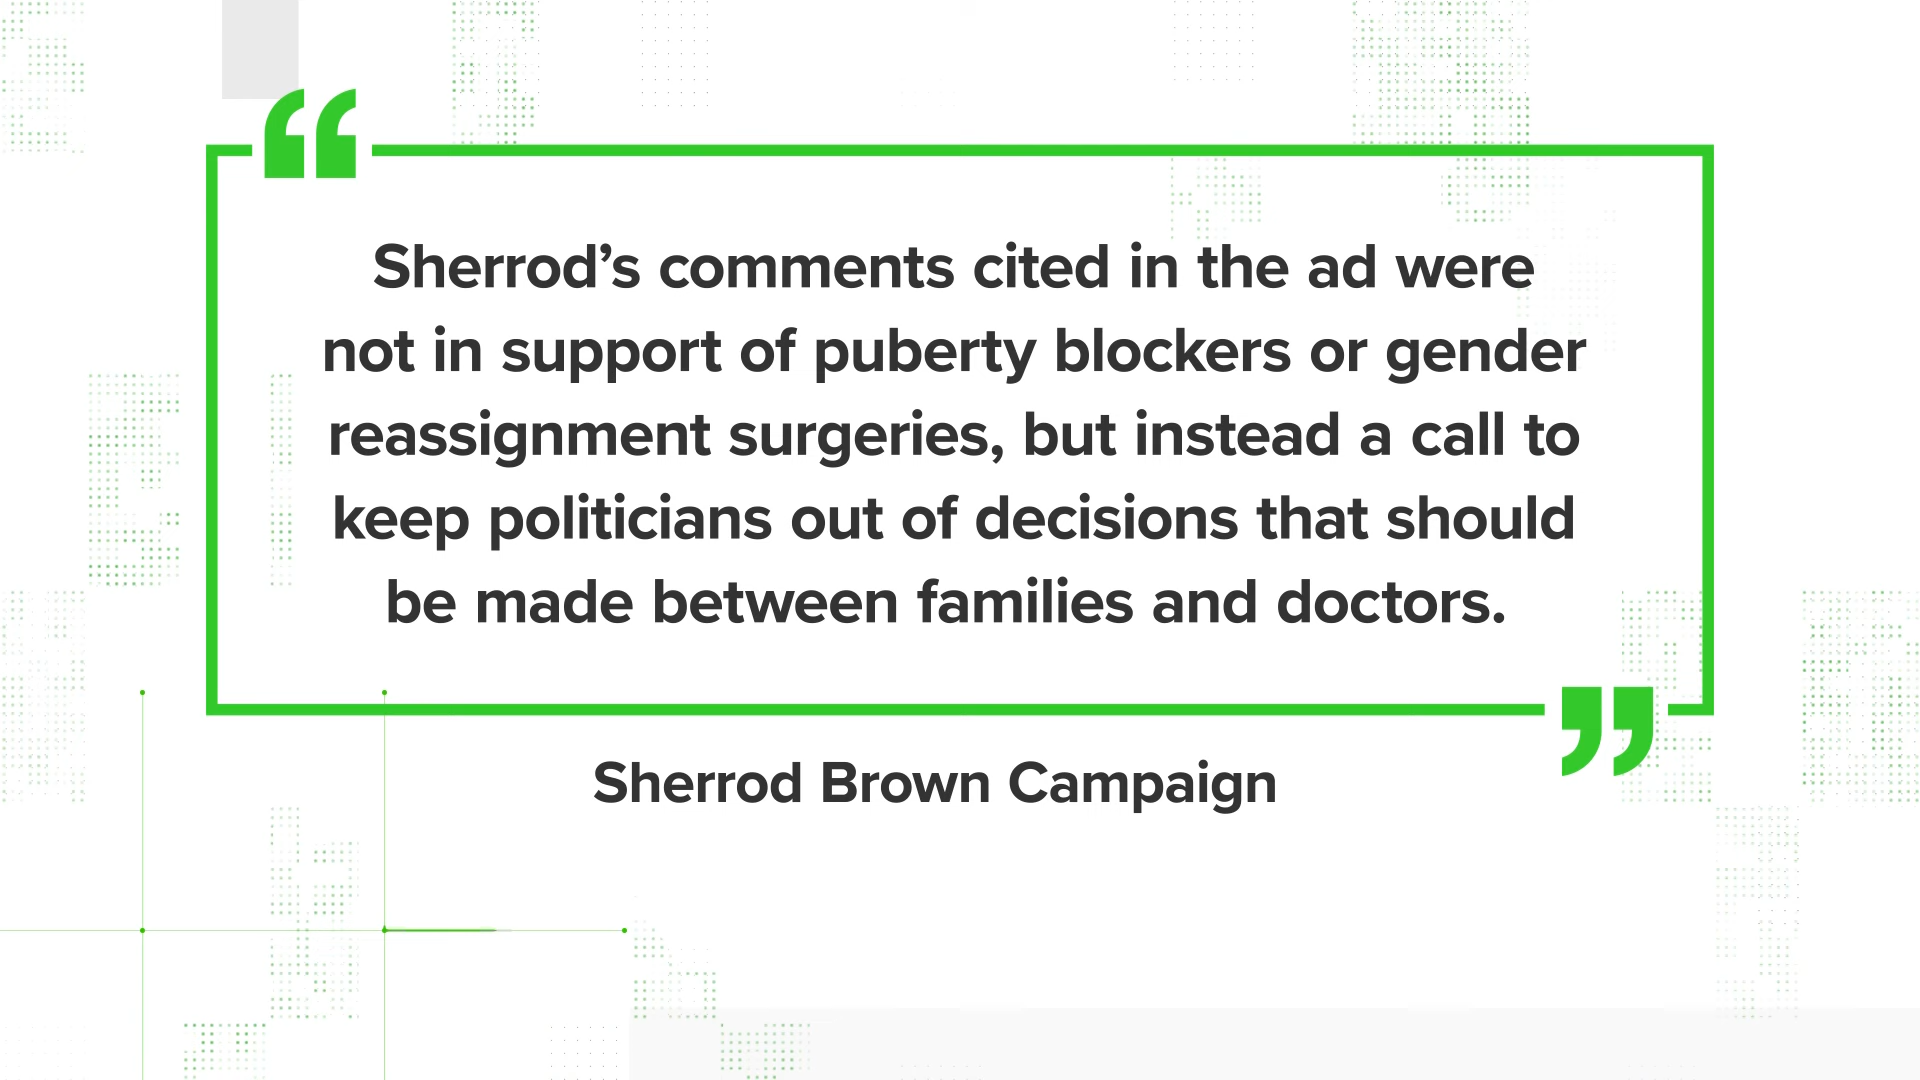 Sherrod’s comments cited in the ad were
not in support of puberty blockers or gender
reassignment surgeries, but instead a call to
keep politicians out of decisions that should
be made between families and doctors.
Sherrod Brown Campaign